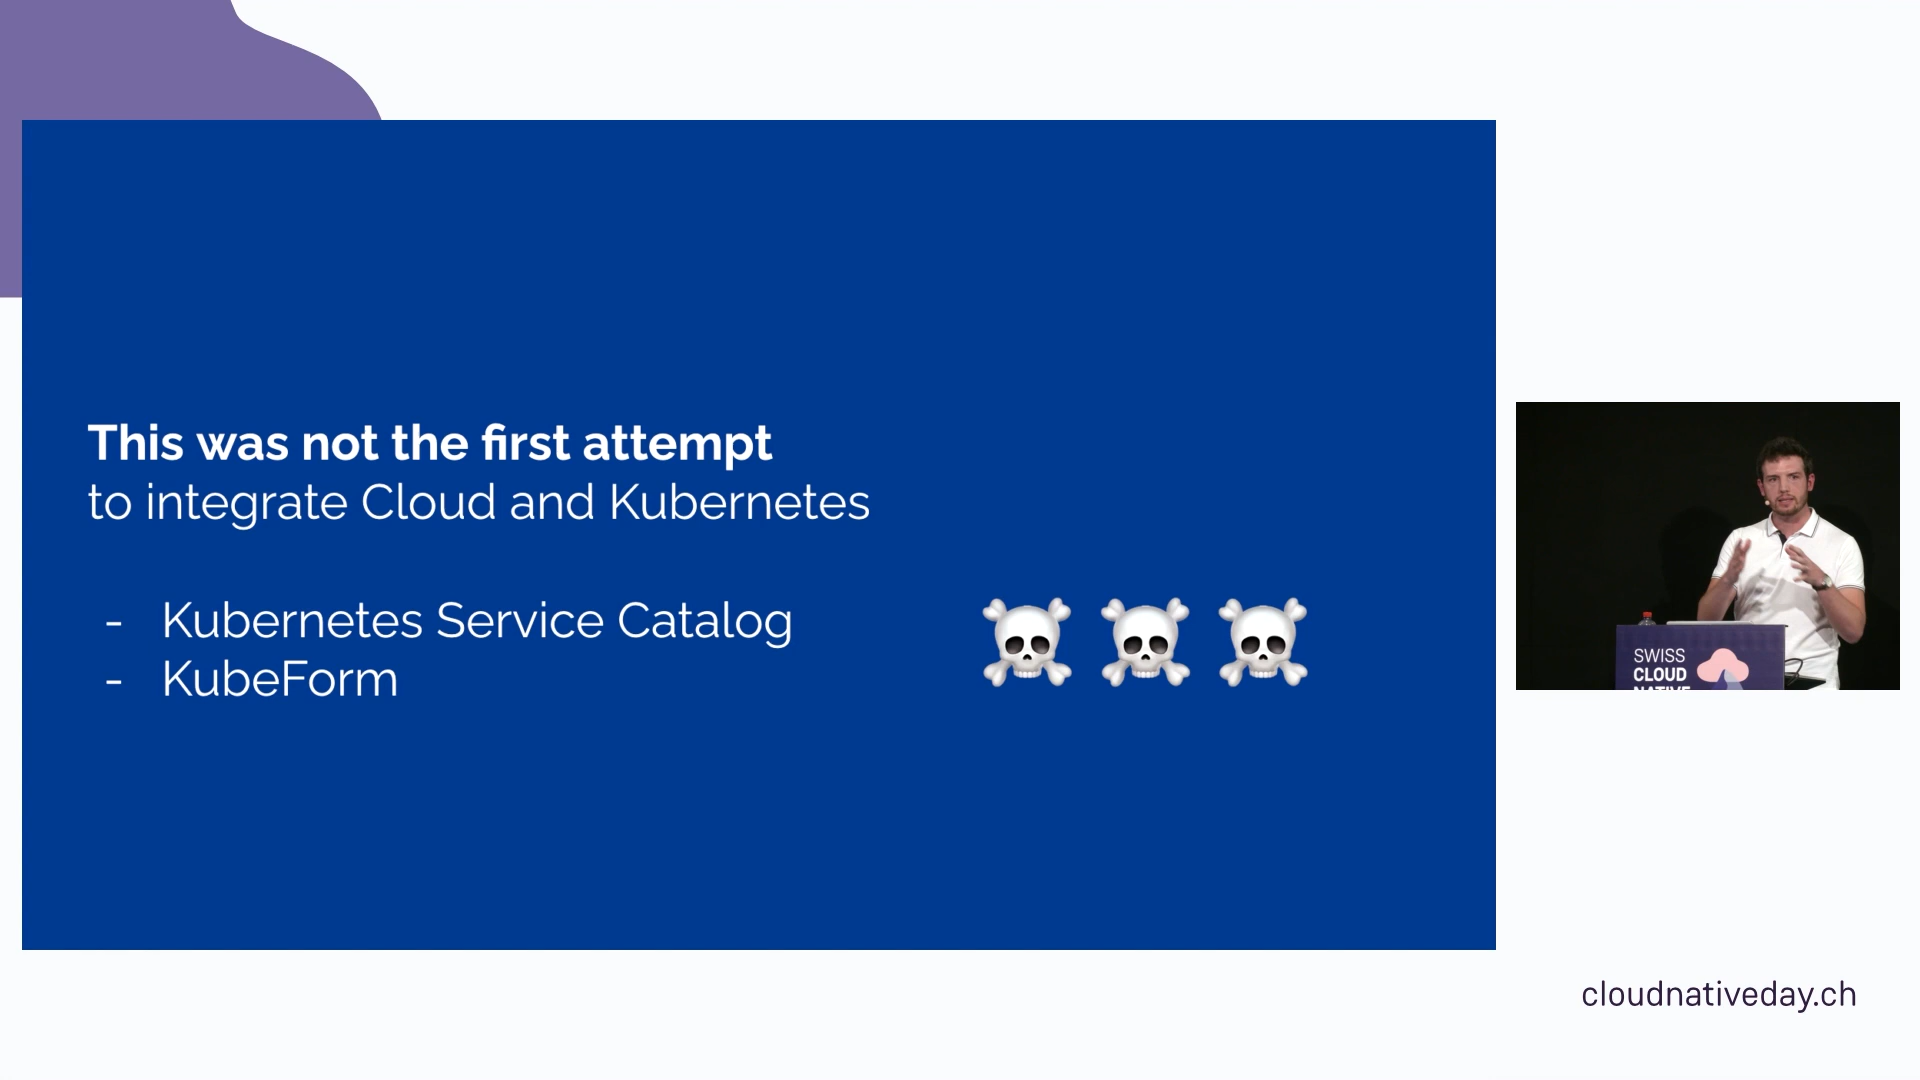 This was not the first attempt
to integrate Cloud and Kubernetes
- Kubernetes Service Catalog
- KubeForm
SWISS
CLOUD
NATIVE
cloudnativeday.ch